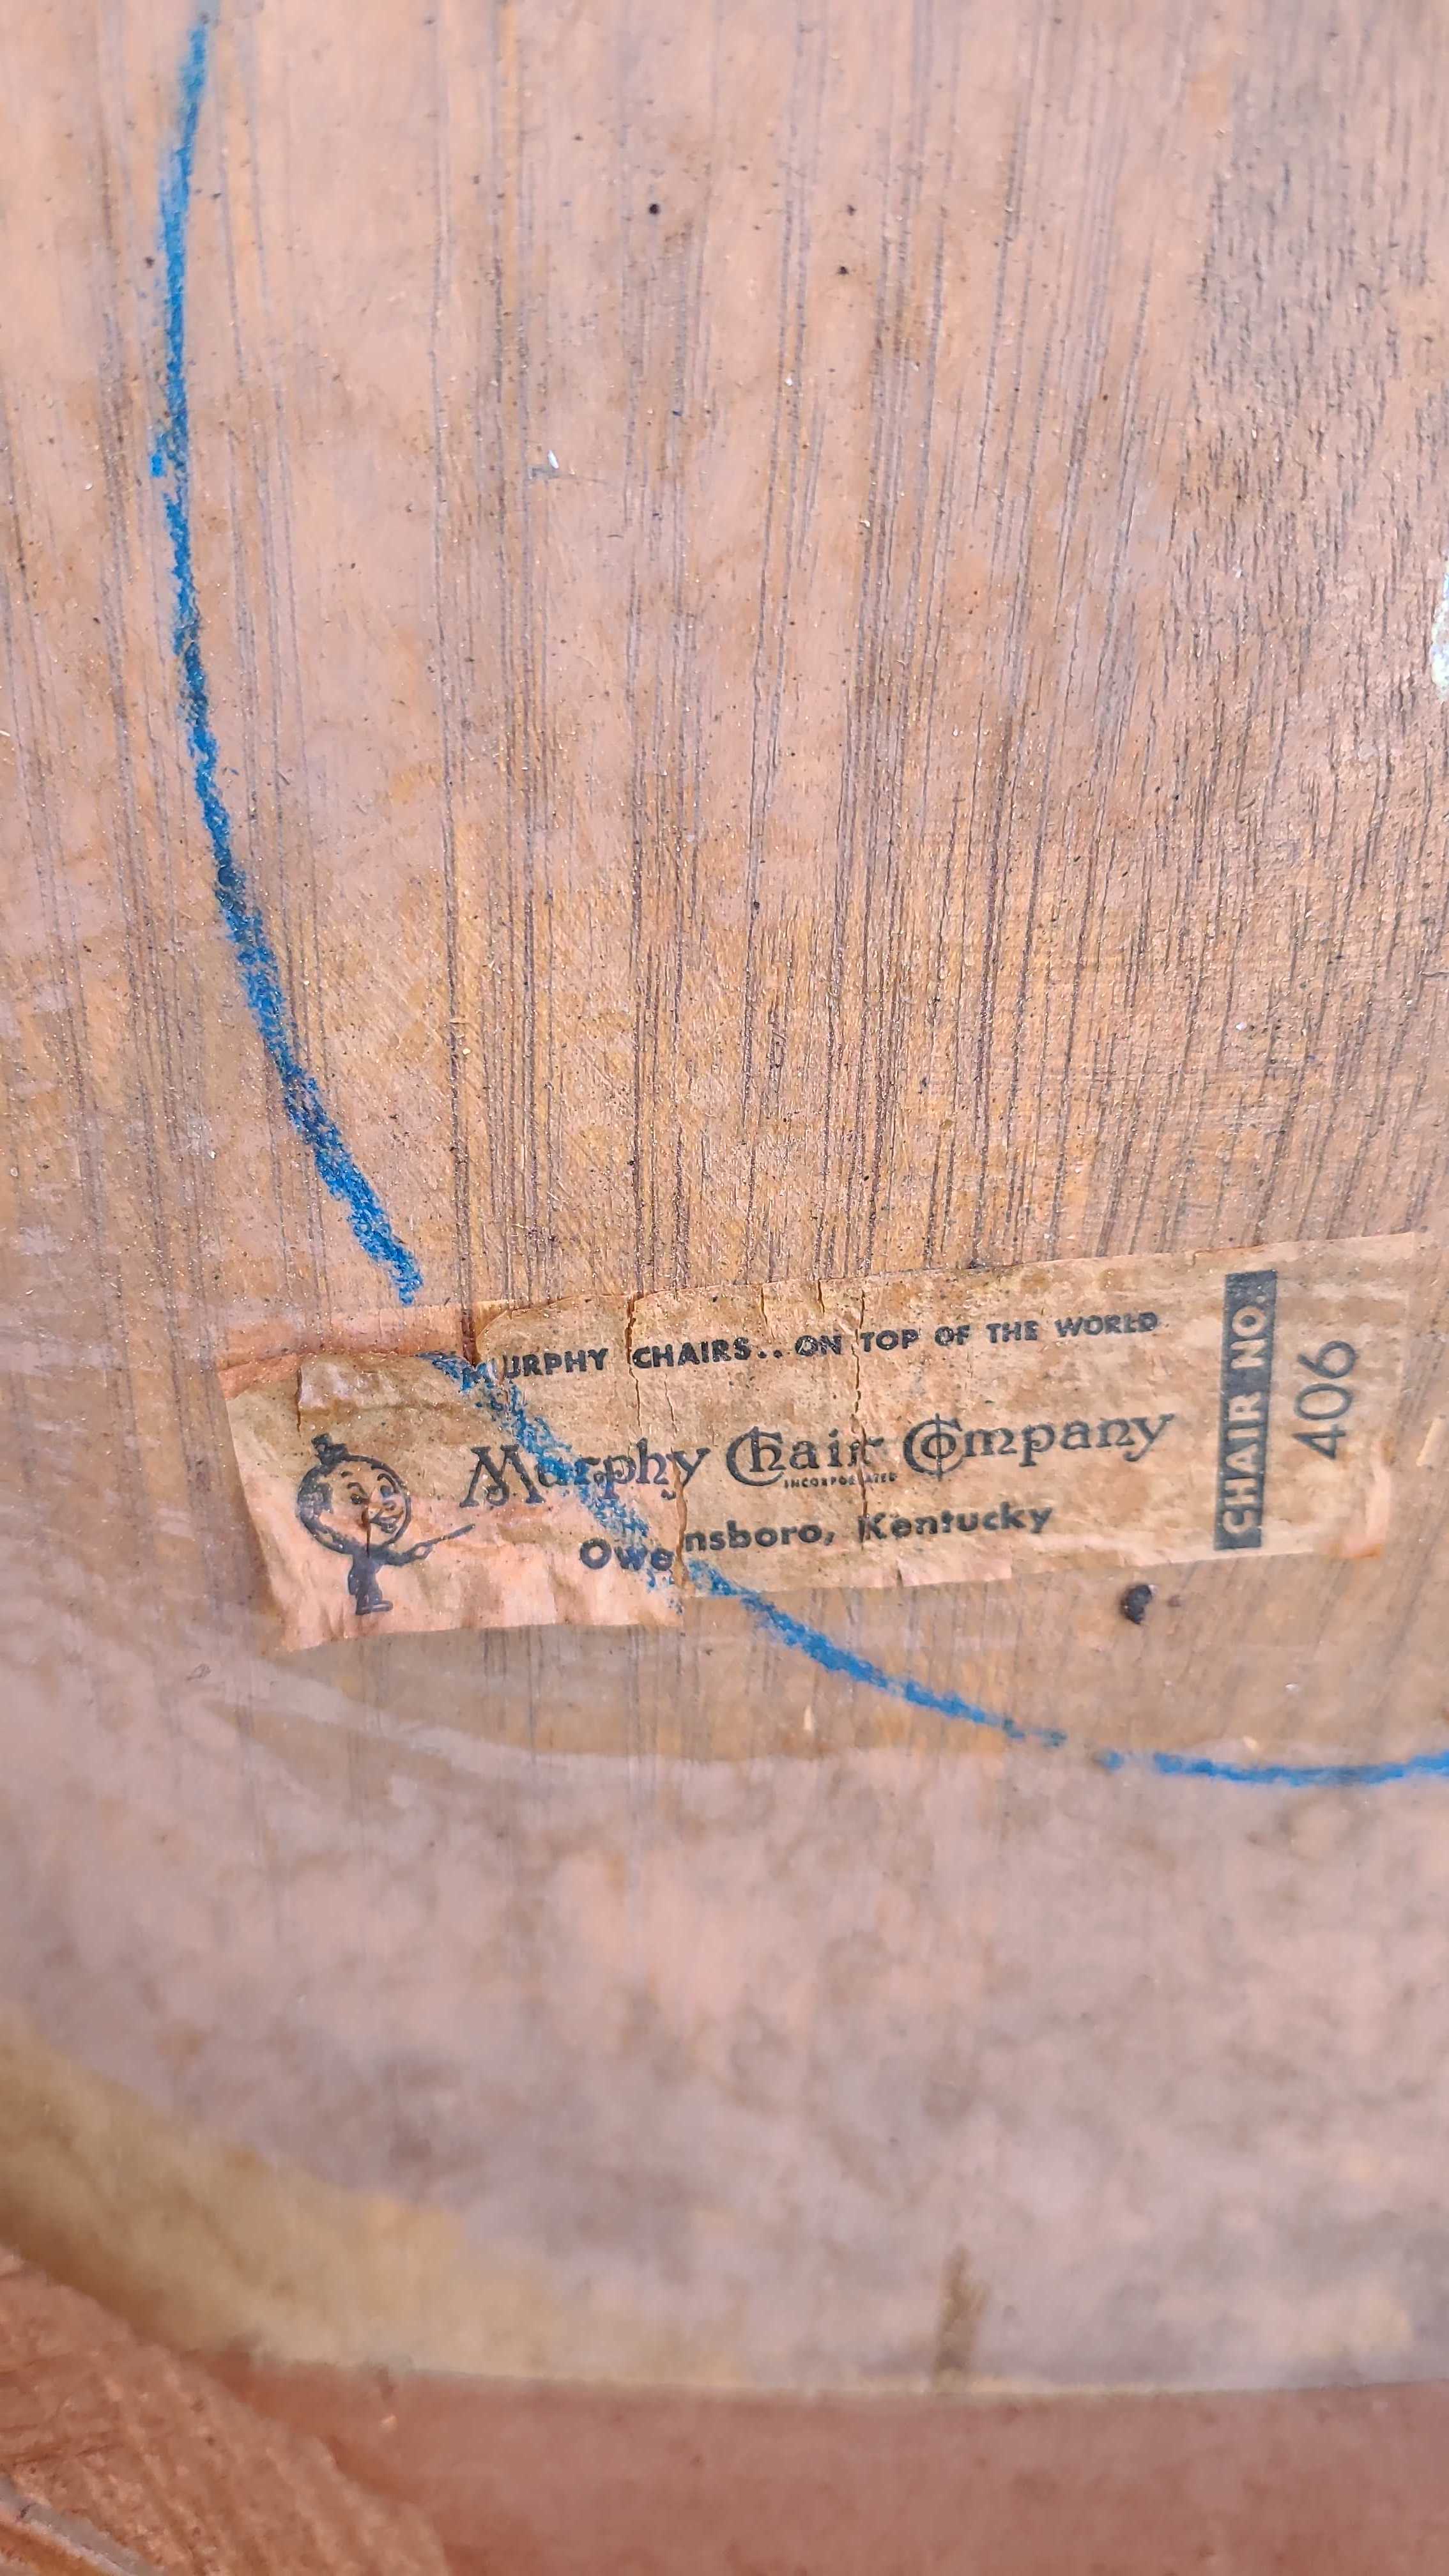 MURPHY CHAIRS.. ON TOP OF THE WORLD
Murphy Chair Company
INCORPORATED
Owensboro, Kentucky
CHAIR NO.
406